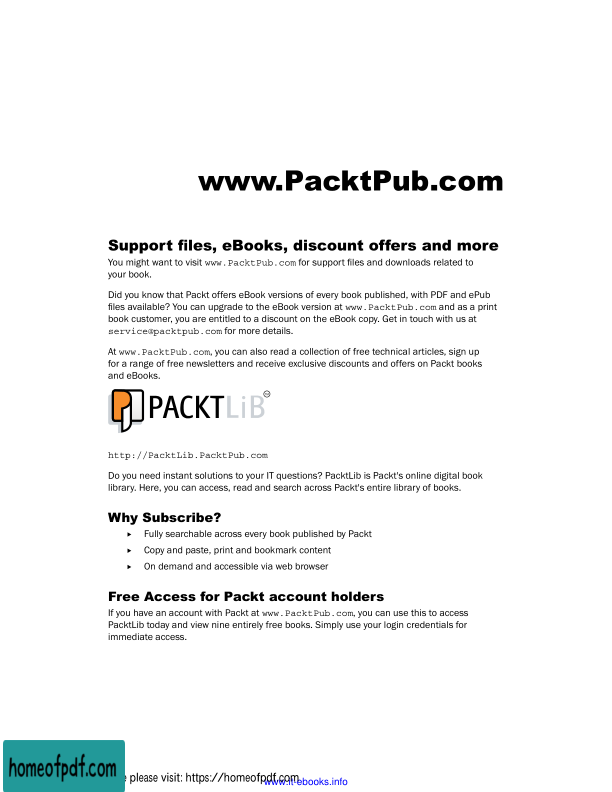 www.PacktPub.com
Support files, eBooks, discount offers and more
You might want to visit www.PacktPub.com for support files and downloads related to
your book.
Did you know that Packt offers eBook versions of every book published, with PDF and ePub
files available? You can upgrade to the eBook version at www.PacktPub.com and as a print
book customer, you are entitled to a discount on the eBook copy. Get in touch with us at
service@packtpub.com for more details.
At www.PacktPub.com, you can also read a collection of free technical articles, sign up
for a range of free newsletters and receive exclusive discounts and offers on Packt books
and eBooks.
PACKTLiB
http://PacktLib.PacktPub.com
Do you need instant solutions to your IT questions? PacktLib is Packt's online digital book
library. Here, you can access, read and search across Packt's entire library of books.
Why Subscribe?
Fully searchable across every book published by Packt
Copy and paste, print and bookmark content
On demand and accessible via web browser
Free Access for Packt account holders
If you have an account with Packt at www.PacktPub.com, you can use this to access
PacktLib today and view nine entirely free books. Simply use your login credentials for
immediate access.
homeofpdf.com
please visit: https://homeofpdf.com
www.it-ebooks.info